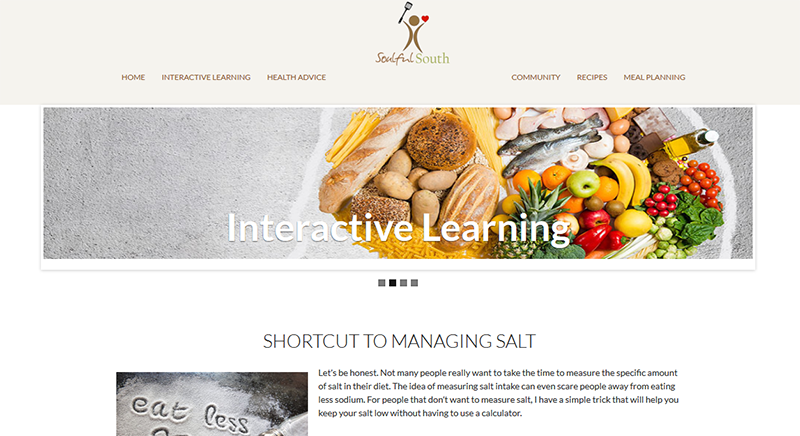 Soulful South
HOME INTERACTIVE LEARNING HEALTH ADVICE COMMUNITY RECIPES MEAL PLANNING
Interactive Learning
SHORTCUT TO MANAGING SALT
Let's be honest. Not many people really want to take the time to measure the specific amount
of salt in their diet. The idea of measuring salt intake can even scare people away from eating
less sodium. For people that don't want to measure salt, I have a simple trick that will help you
keep your salt low without having to use a calculator.
eat less